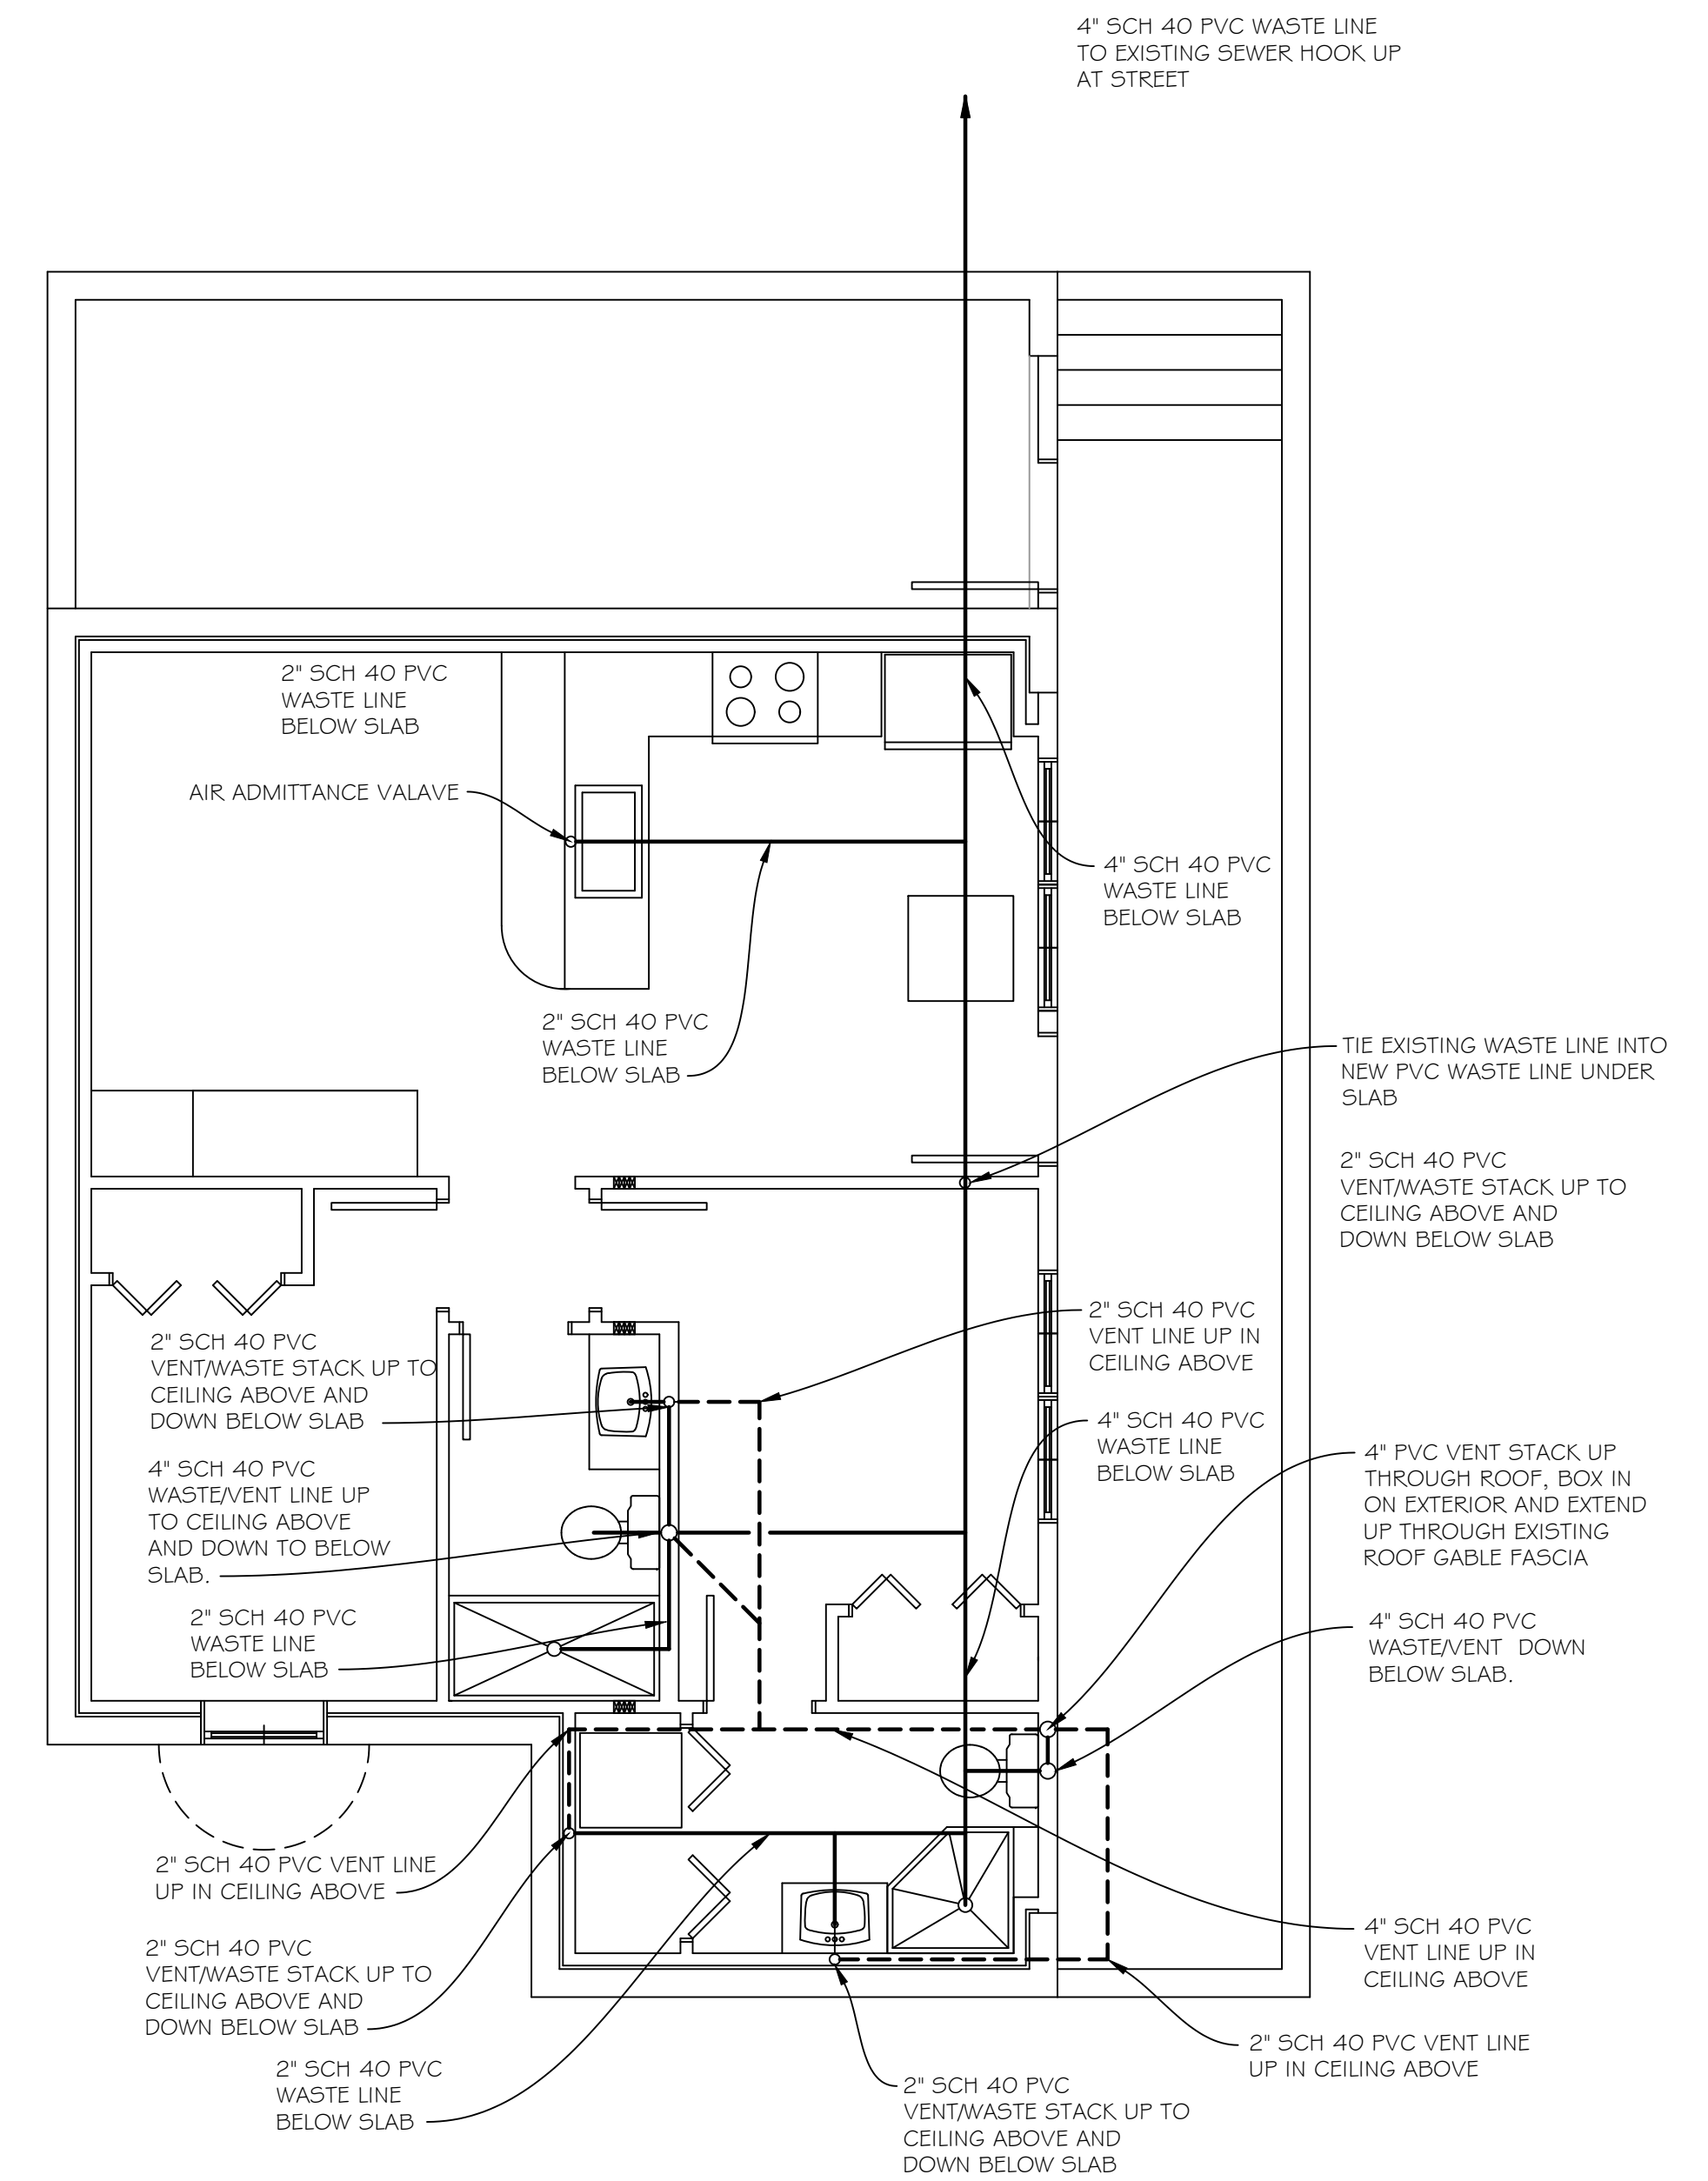 4" SCH 40 PVC WASTE LINE
TO EXISTING SEWER HOOK UP
AT STREET
2" SCH 40 PVC
WASTE LINE
BELOW SLAB
AIR ADMITTANCE VALAVE
4" SCH 40 PVC
WASTE LINE
BELOW SLAB
2" SCH 40 PVC
WASTE LINE
BELOW SLAB
TIE EXISTING WASTE LINE INTO
NEW PVC WASTE LINE UNDER
SLAB
2" SCH 40 PVC
VENT/WASTE STACK UP TO
CEILING ABOVE AND
DOWN BELOW SLAB
2" SCH 40 PVC
VENT LINE UP IN
CEILING ABOVE
2" SCH 40 PVC
VENT/WASTE STACK UP TO
CEILING ABOVE AND
DOWN BELOW SLAB
4" SCH 40 PVC
WASTE LINE
BELOW SLAB
4" PVC VENT STACK UP
THROUGH ROOF, BOX IN
ON EXTERIOR AND EXTEND
UP THROUGH EXISTING
ROOF GABLE FASCIA
4" SCH 40 PVC
WASTE/VENT LINE UP
TO CEILING ABOVE
AND DOWN TO BELOW
SLAB.
2" SCH 40 PVC
WASTE LINE
BELOW SLAB
4" SCH 40 PVC
WASTE/VENT DOWN
BELOW SLAB.
2" SCH 40 PVC VENT LINE
UP IN CEILING ABOVE
4" SCH 40 PVC
VENT LINE UP IN
CEILING ABOVE
2" SCH 40 PVC
VENT/WASTE STACK UP TO
CEILING ABOVE AND
DOWN BELOW SLAB
2" SCH 40 PVC VENT LINE
UP IN CEILING ABOVE
2" SCH 40 PVC
WASTE LINE
BELOW SLAB
2" SCH 40 PVC
VENT/WASTE STACK UP TO
CEILING ABOVE AND
DOWN BELOW SLAB